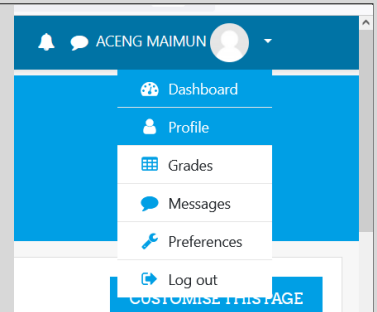 ACENG MAIMUN
Dashboard
Profile
Grades
Messages
Preferences
Log out
CUSTOMISE THIS PAGE